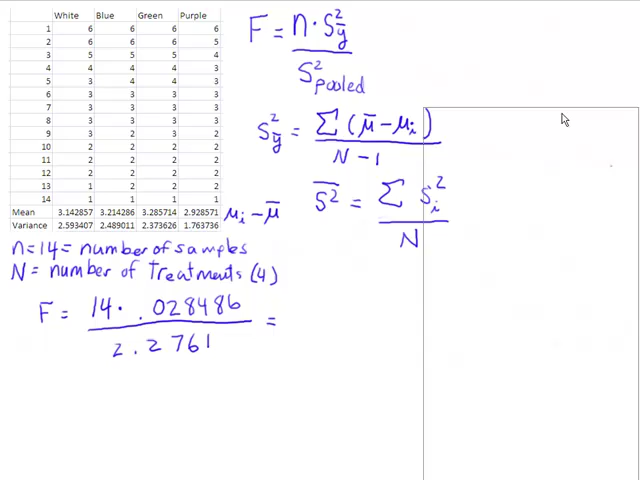 White Blue Green Purple
1 6 6 6 6
2 6 6 6 5
3 5 5 5 4
4 4 4 4 3
5 3 4 4 3
6 3 3 3 3
7 3 3 3 3
8 3 3 3 3
9 3 2 3 2
10 2 2 2 2
11 2 2 2 2
12 2 2 2 2
13 1 2 2 2
14 1 1 1 1
Mean 3.142857 3.214286 3.285714 2.928571
Variance 2.593407 2.489011 2.373626 1.763736
F = n · S²ȳ / S² pooled
S²ȳ = Σ (μ̄ − μi) / N − 1
μi − μ̄
S̄² = Σ Si² / N
n = 14 = number of samples
N = number of Treatments (4)
F = 14 · .028486 / 2.2761 =